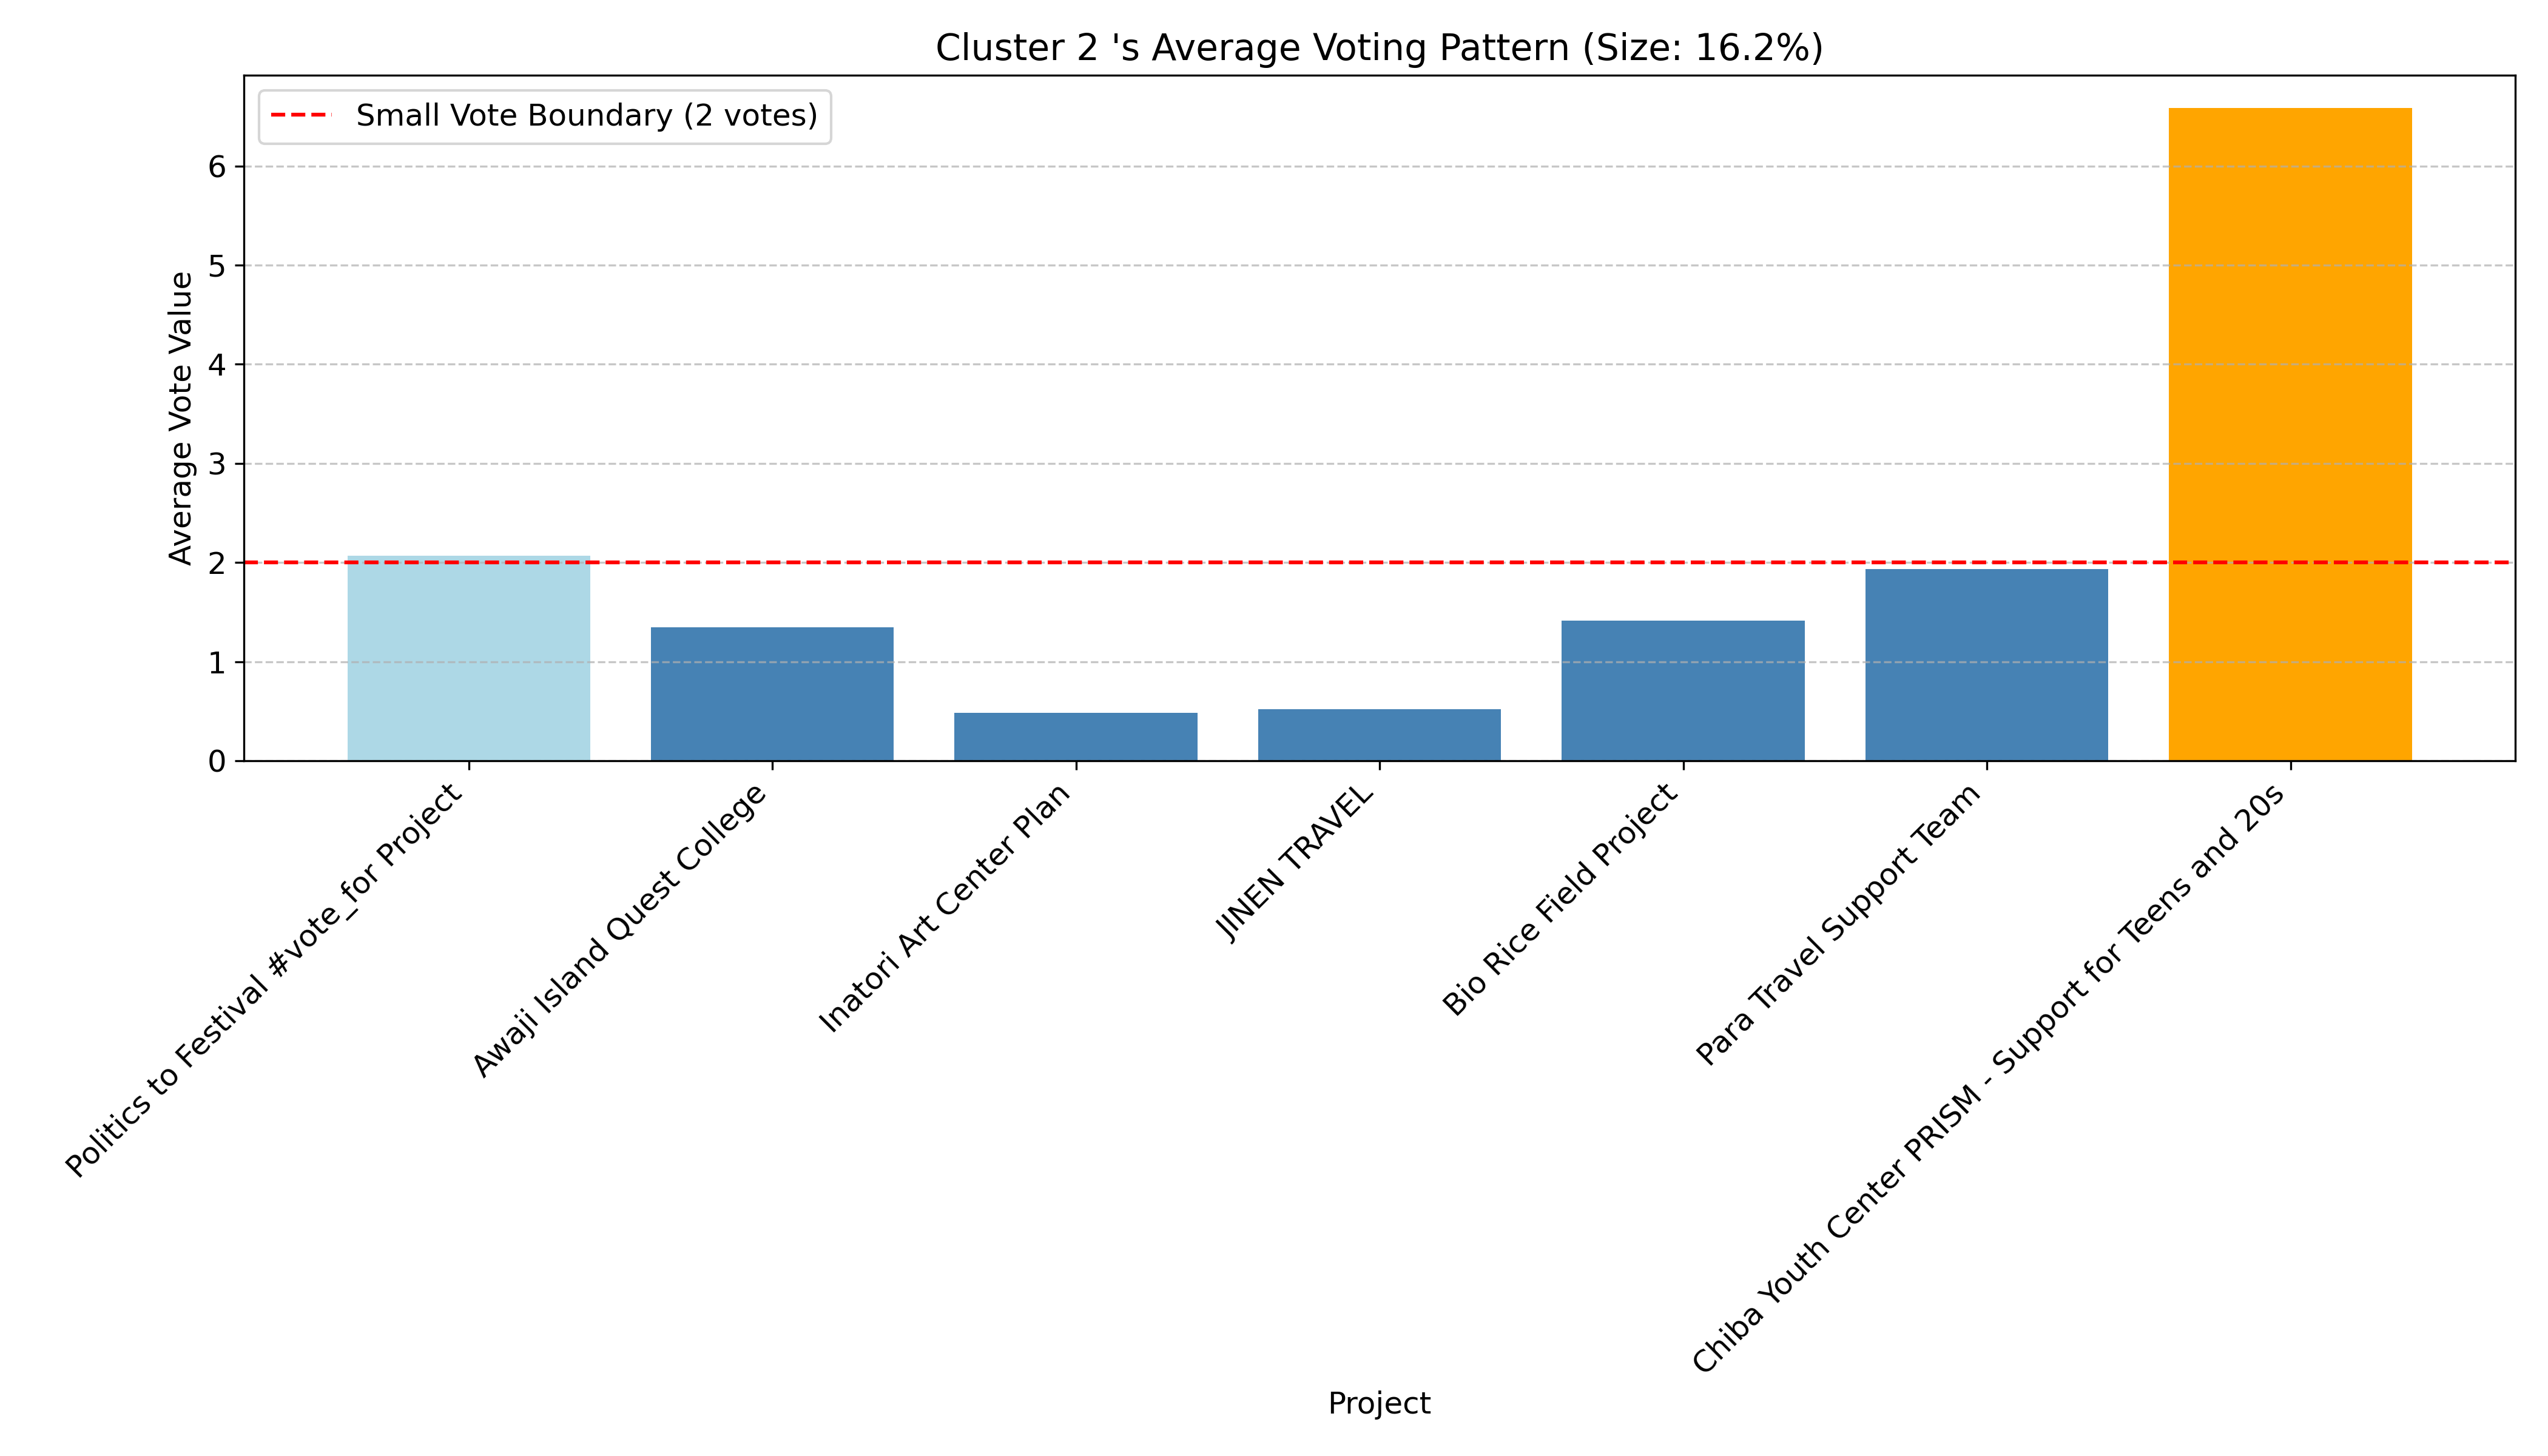 Cluster 2 's Average Voting Pattern (Size: 16.2%)
Small Vote Boundary (2 votes)
Average Vote Value
6
5
4
3
2
1
0
Politics to Festival #vote_for Project
Awaji Island Quest College
Inatori Art Center Plan
JINEN TRAVEL
Bio Rice Field Project
Para Travel Support Team
Chiba Youth Center PRISM - Support for Teens and 20s
Project